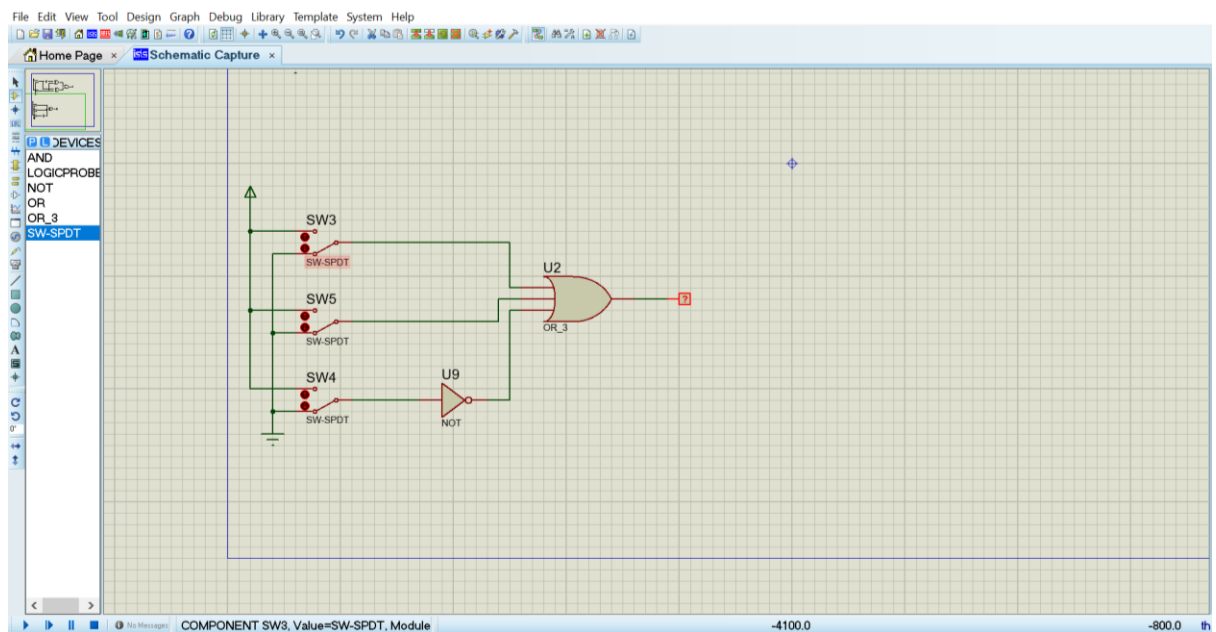 File Edit View Tool Design Graph Debug Library Template System Help
Home Page × Schematic Capture ×
P L DEVICES
AND
LOGICPROBE
NOT
OR
OR_3
SW-SPDT
SW3
SW-SPDT
U2
OR_3
?
SW5
SW-SPDT
SW4
SW-SPDT
U9
NOT
0°
No Messages COMPONENT SW3, Value=SW-SPDT, Module -4100.0 -800.0 th